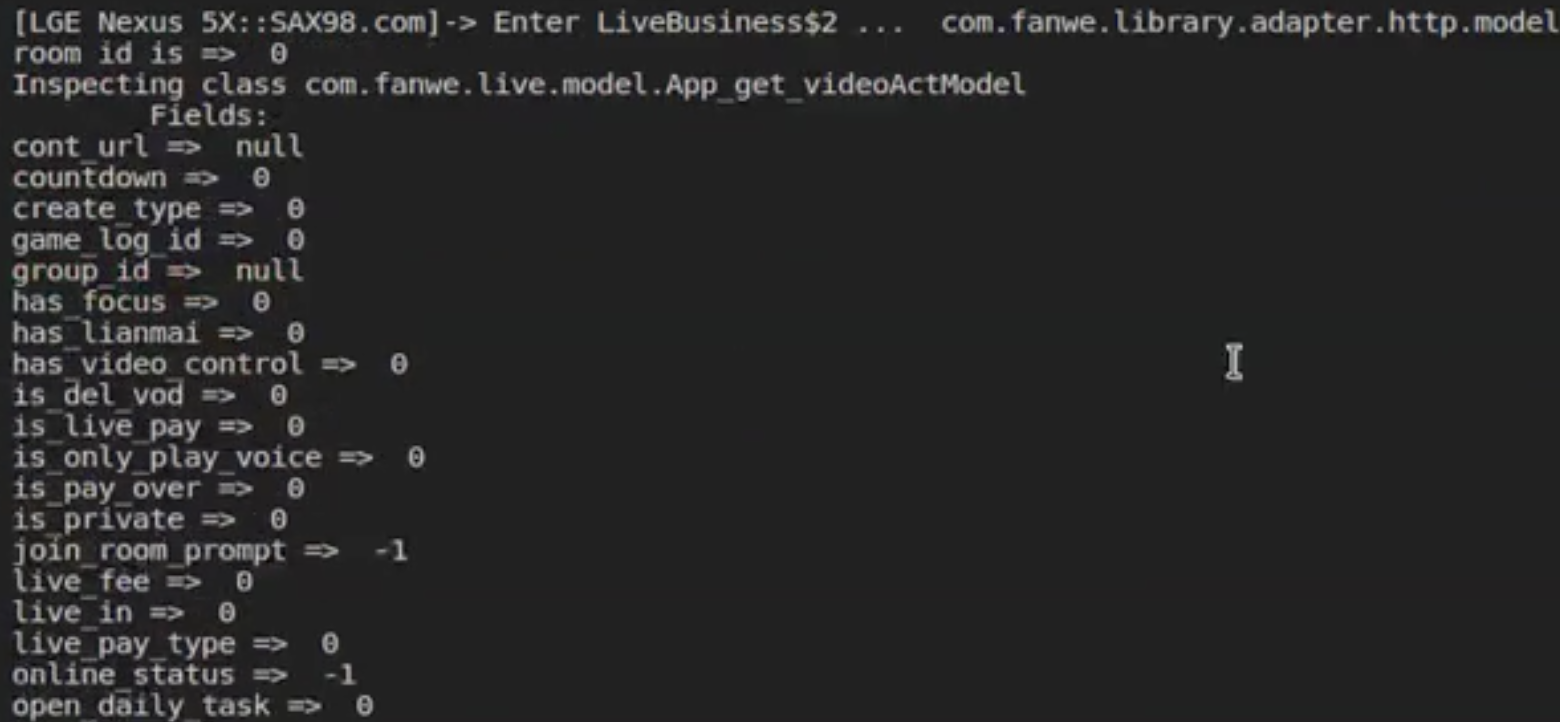 [LGE Nexus 5X::SAX98.com]-> Enter LiveBusiness$2 ...  com.fanwe.library.adapter.http.model
room id is =>  0
Inspecting class com.fanwe.live.model.App_get_videoActModel
Fields:
cont_url =>  null
countdown =>  0
create_type =>  0
game_log_id =>  0
group_id =>  null
has_focus =>  0
has_lianmai =>  0
has_video_control =>  0
is_del_vod =>  0
is_live_pay =>  0
is_only_play_voice =>  0
is_pay_over =>  0
is_private =>  0
join_room_prompt =>  -1
live_fee =>  0
live_in =>  0
live_pay_type =>  0
online_status =>  -1
open_daily_task =>  0